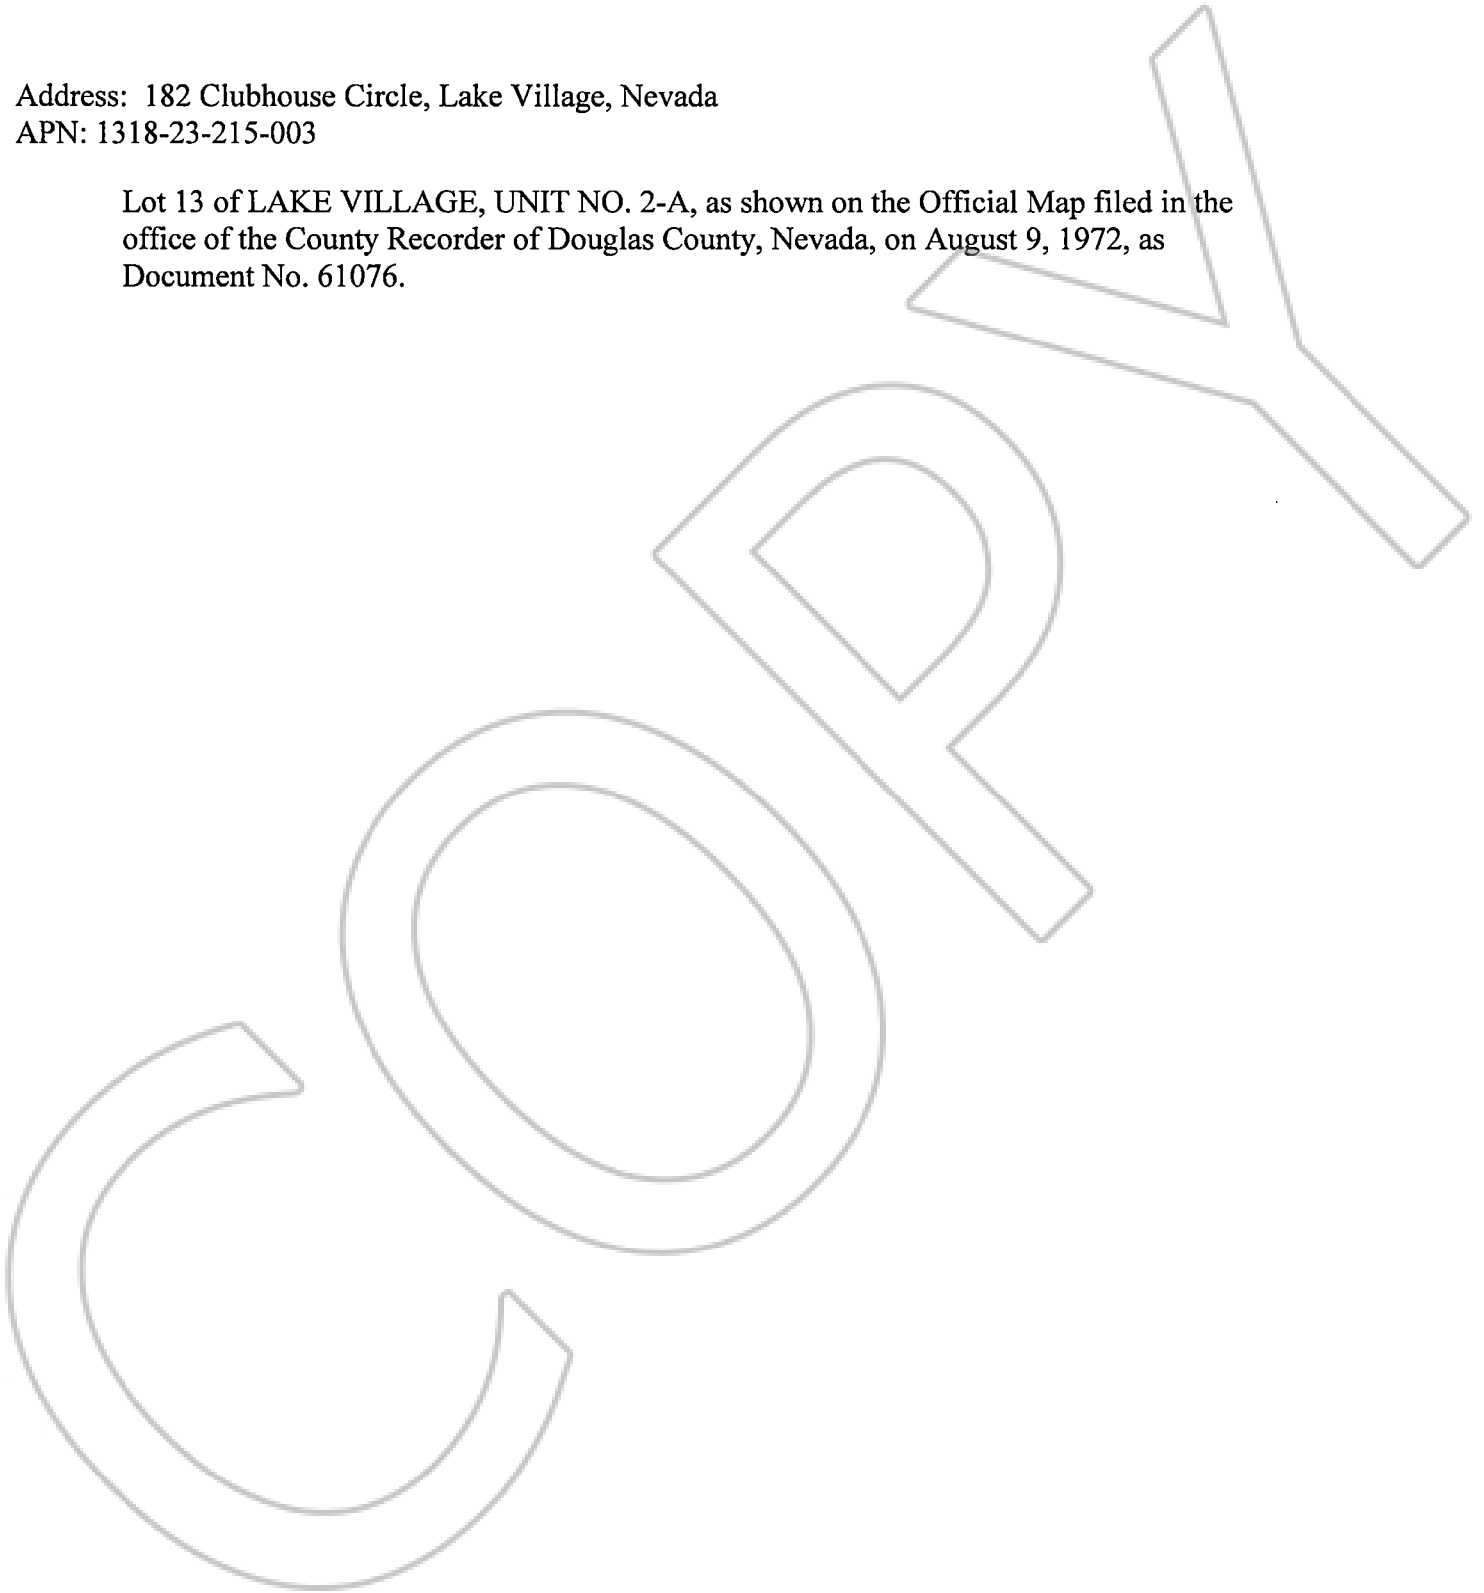 Address: 182 Clubhouse Circle, Lake Village, Nevada
APN: 1318-23-215-003
Lot 13 of LAKE VILLAGE, UNIT NO. 2-A, as shown on the Official Map filed in the
office of the County Recorder of Douglas County, Nevada, on August 9, 1972, as
Document No. 61076.
COPY